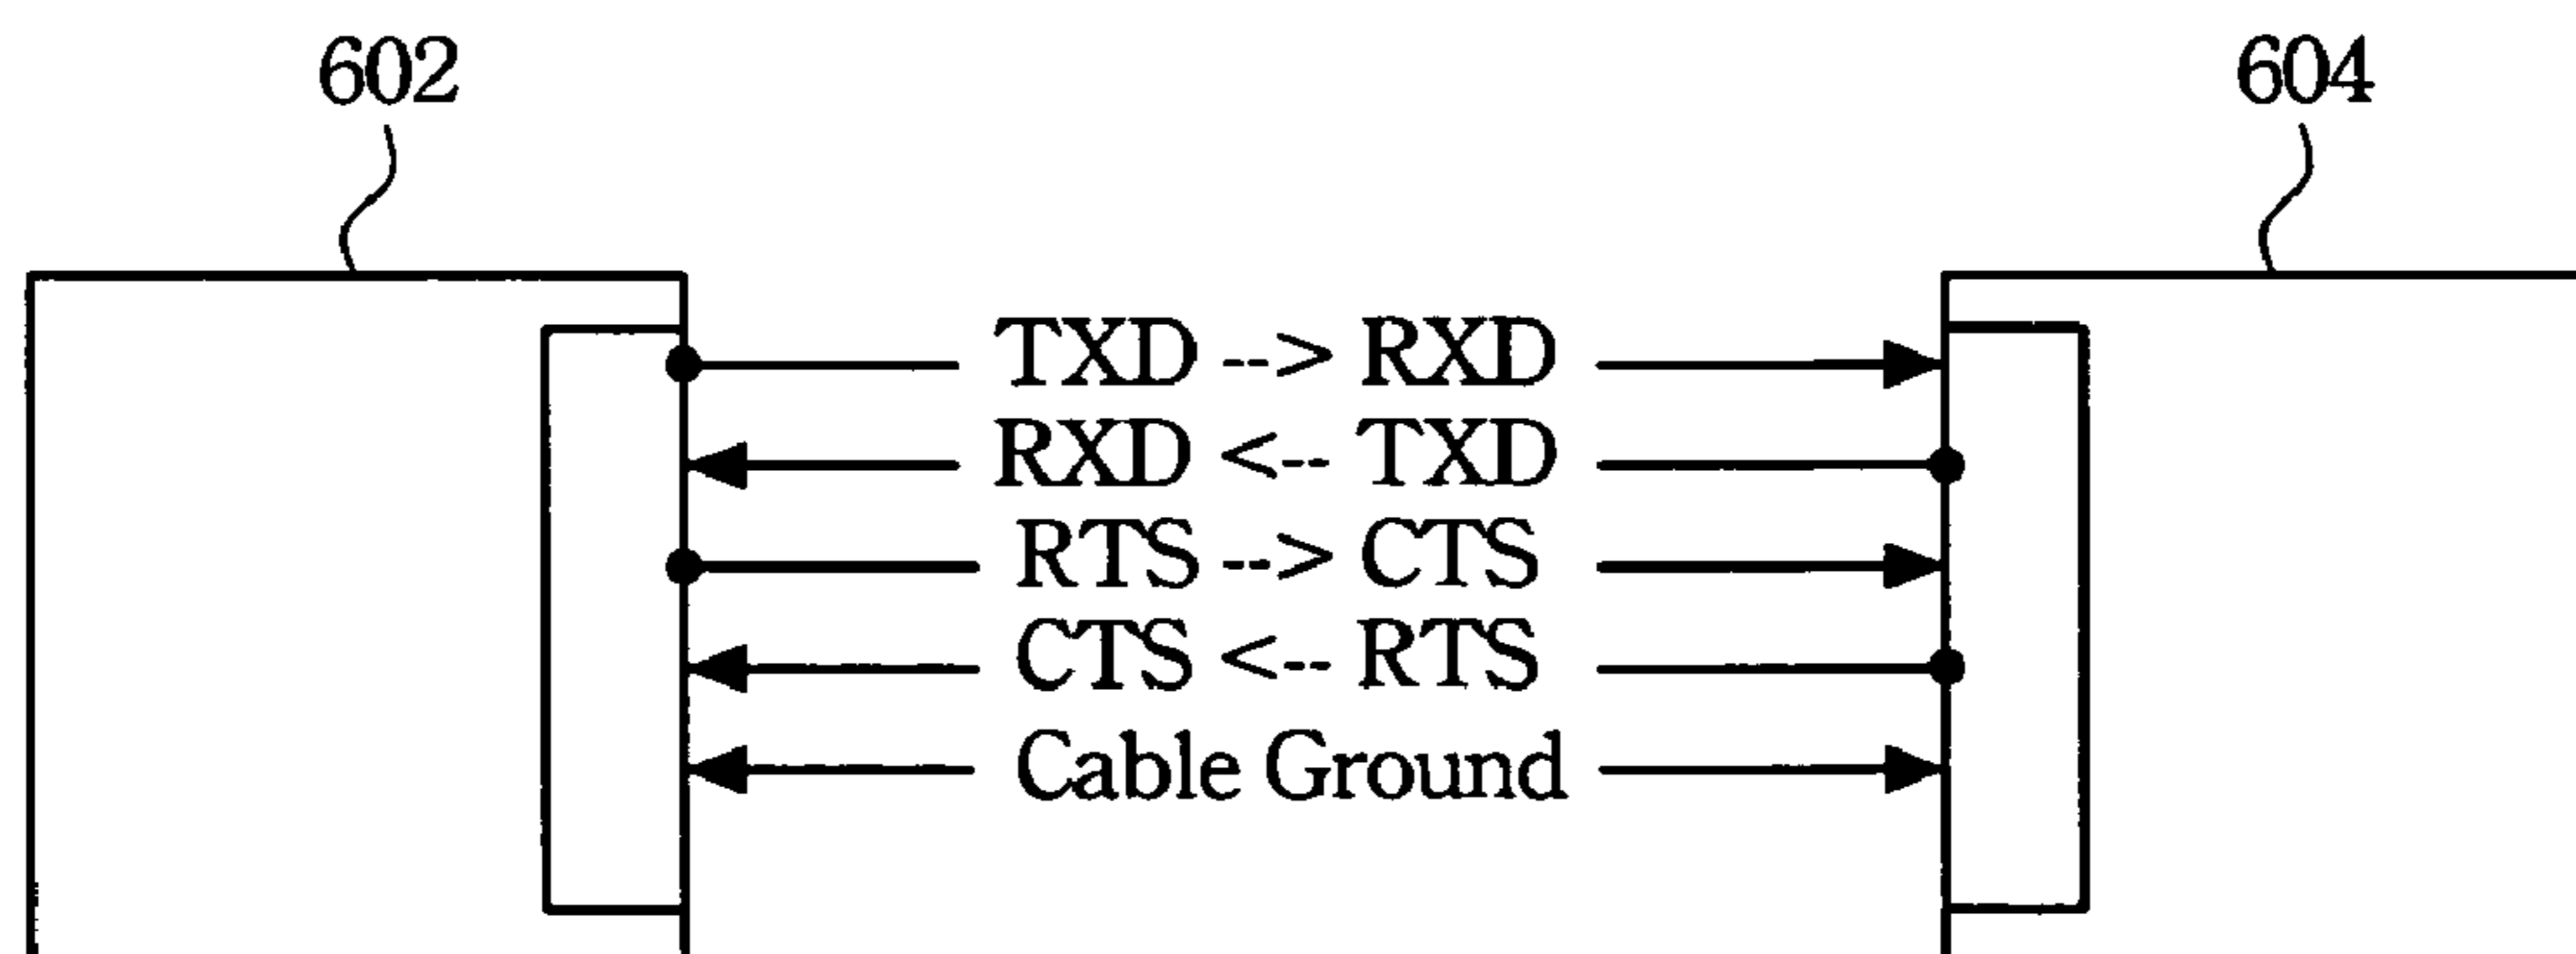 602 604
TXD --> RXD
RXD <-- TXD
RTS --> CTS
CTS <-- RTS
Cable Ground